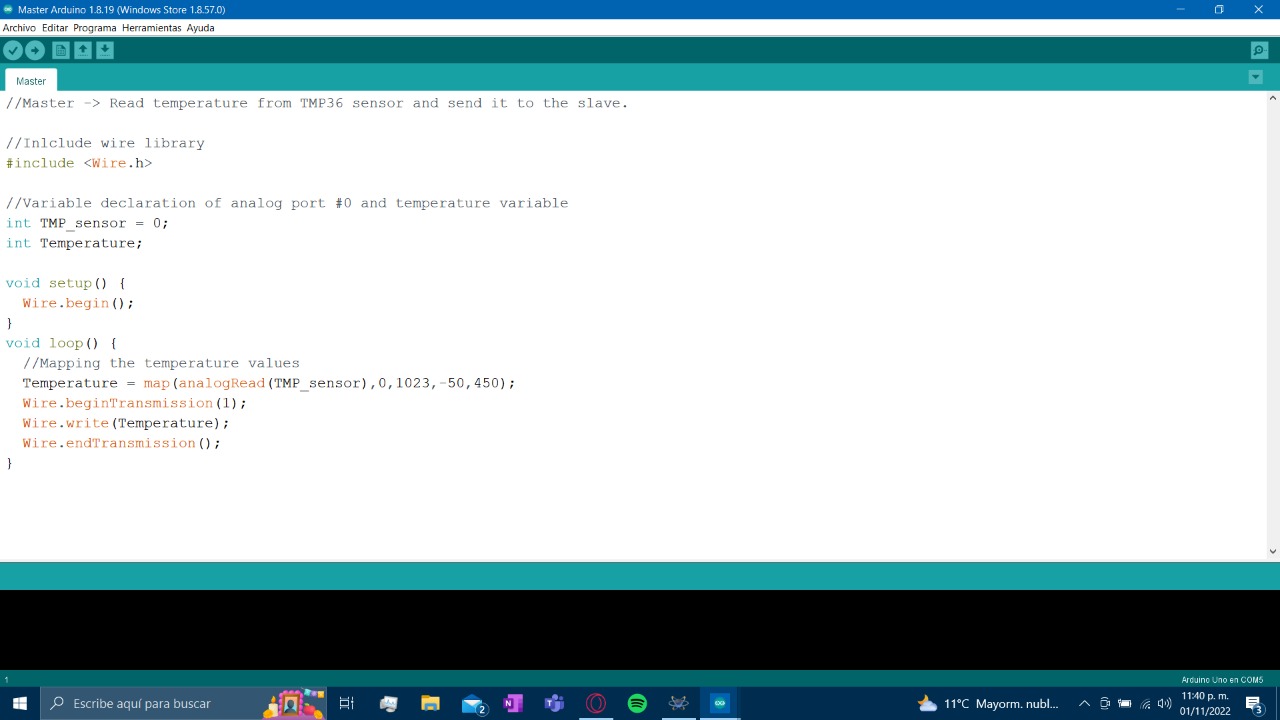 Master Arduino 1.8.19 (Windows Store 1.8.57.0)
Archivo Editar Programa Herramientas Ayuda
Master
//Master -> Read temperature from TMP36 sensor and send it to the slave.
//Inlclude wire library
#include <Wire.h>
//Variable declaration of analog port #0 and temperature variable
int TMP_sensor = 0;
int Temperature;
void setup() {
Wire.begin();
}
void loop() {
//Mapping the temperature values
Temperature = map(analogRead(TMP_sensor),0,1023,-50,450);
Wire.beginTransmission(1);
Wire.write(Temperature);
Wire.endTransmission();
}
1
Arduino Uno en COM5
Escribe aquí para buscar
2
11°C Mayorm. nubl...
11:40 p. m.
01/11/2022
3